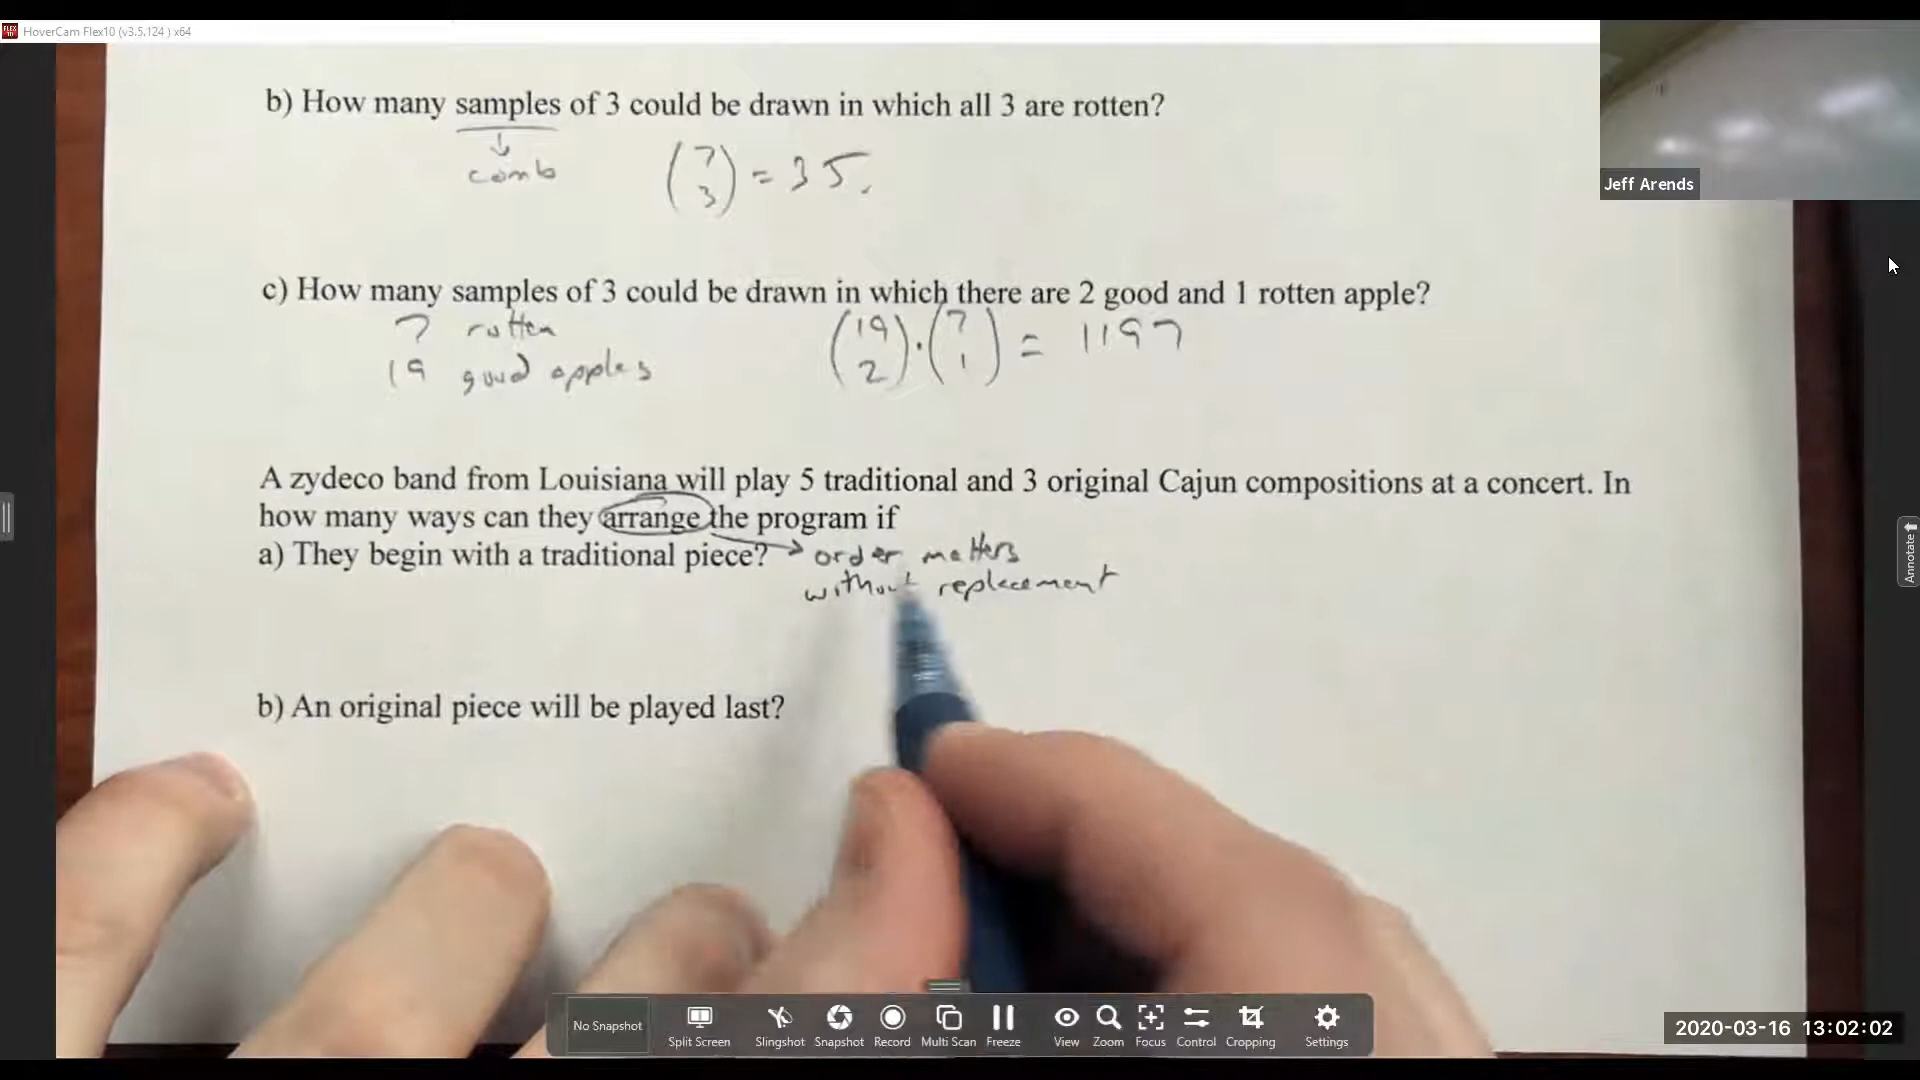 HoverCam Flex10 (v3.5.124 ) x64
b) How many samples of 3 could be drawn in which all 3 are rotten?
comb
(7 3) = 35.
Jeff Arends
c) How many samples of 3 could be drawn in which there are 2 good and 1 rotten apple?
7 rotten
19 good apples
(19 2) · (7 1) = 1197
A zydeco band from Louisiana will play 5 traditional and 3 original Cajun compositions at a concert. In
how many ways can they arrange the program if
a) They begin with a traditional piece? → order matters
without replacement
b) An original piece will be played last?
Annotate
No Snapshot
Split Screen
Slingshot
Snapshot
Record
Multi Scan
Freeze
View
Zoom
Focus
Control
Cropping
Settings
2020-03-16 13:02:02